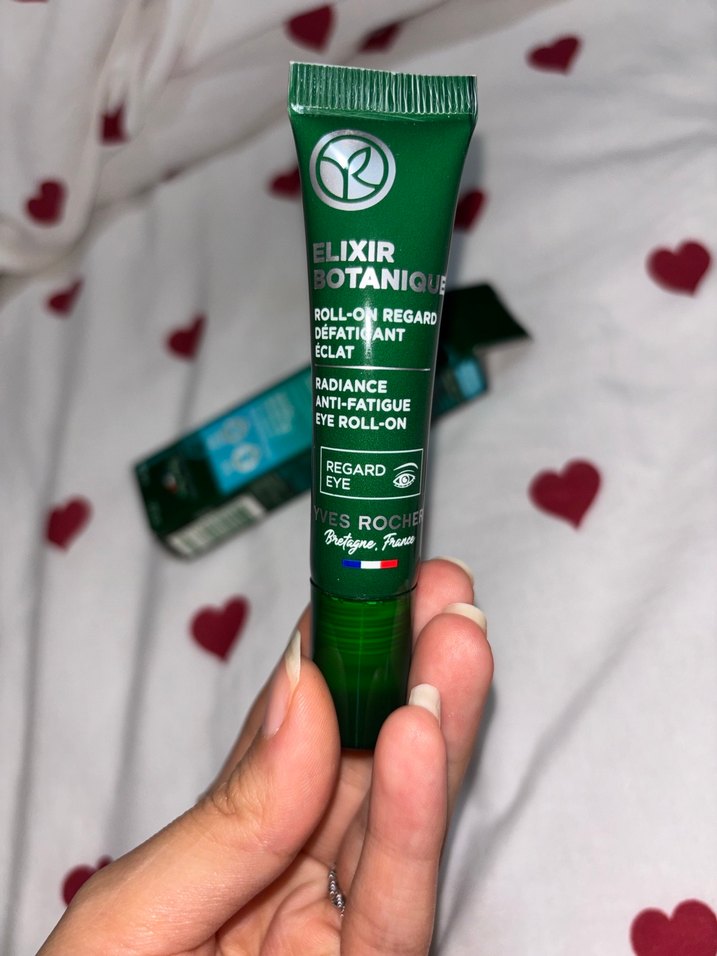 ELIXIR
BOTANIQUE
ROLL-ON REGARD
DÉFATIGANT
ÉCLAT
RADIANCE
ANTI-FATIGUE
EYE ROLL-ON
REGARD
EYE
YVES ROCHER
Bretagne, France